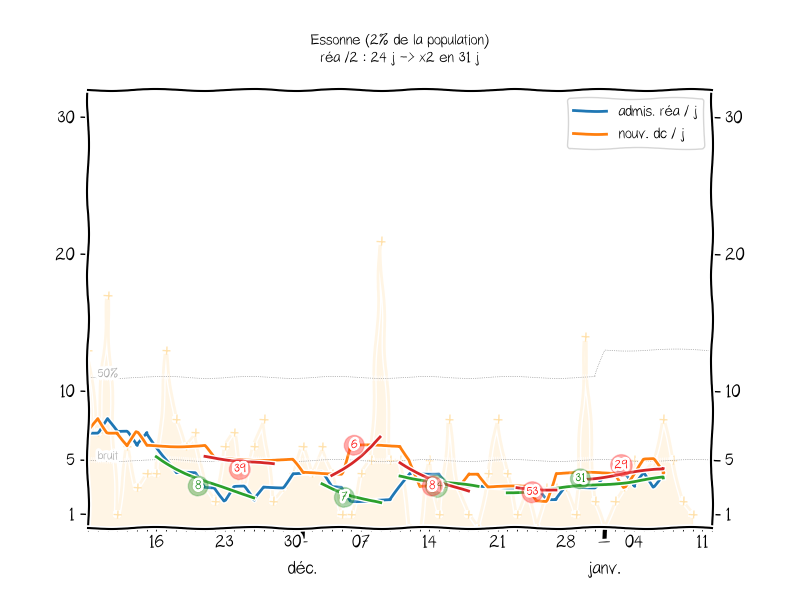 Essonne (2% de la population)
réa /2 : 24 j -> x2 en 31 j
admis. réa / j
nouv. dc / j
30 30
20 20
10 10
5 5
1 1
50%
bruit
8 39 7 6 8 53 31 29
16 23 30 07 14 21 28 04 11
déc. janv.